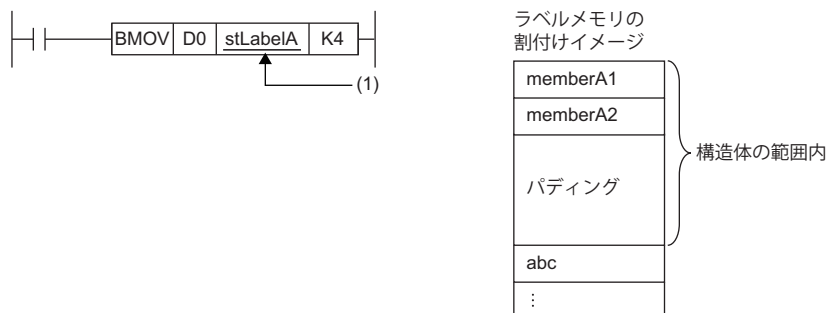 BMOV D0 stLabelA K4
(1)
ラベルメモリの
割付けイメージ
memberA1
memberA2
パディング
構造体の範囲内
abc
⋮